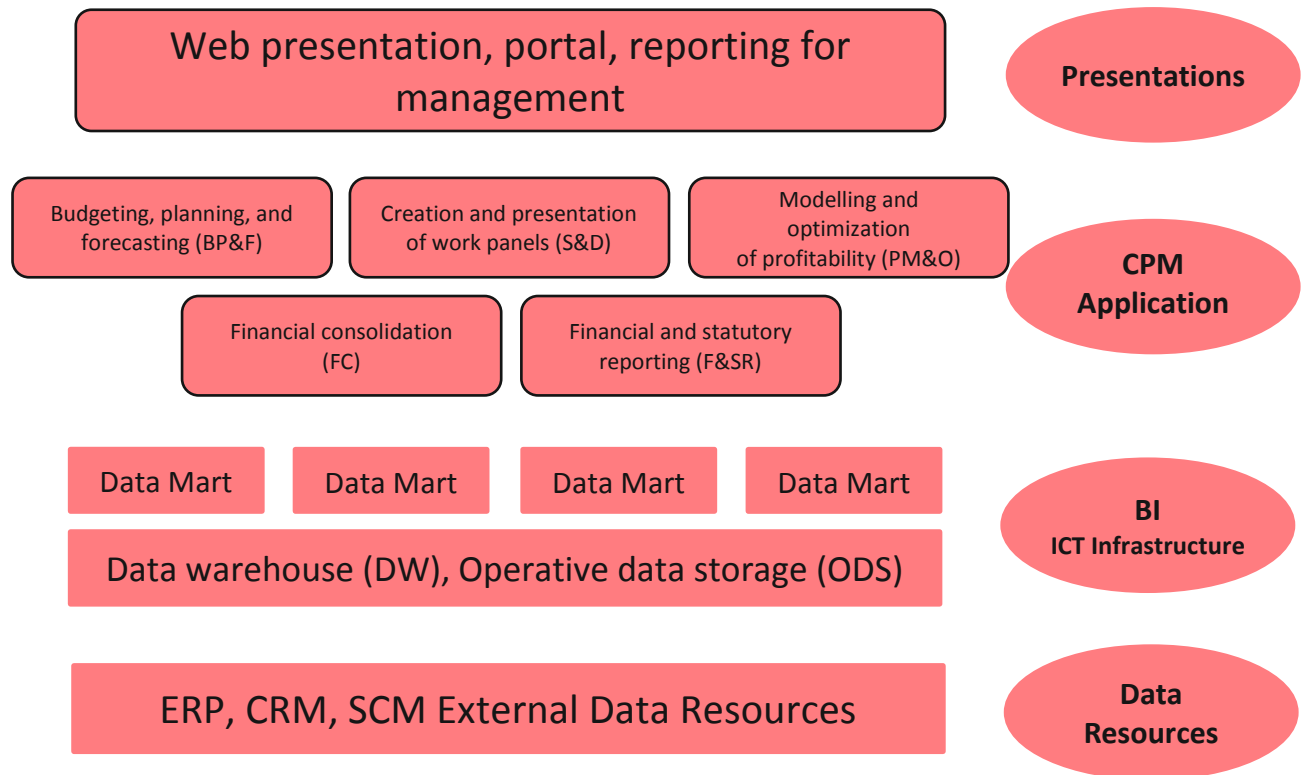 Web presentation, portal, reporting for
management
Presentations
Budgeting, planning, and
forecasting (BP&F)
Creation and presentation
of work panels (S&D)
Modelling and
optimization
of profitability (PM&O)
CPM
Application
Financial consolidation
(FC)
Financial and statutory
reporting (F&SR)
Data Mart
Data Mart
Data Mart
Data Mart
BI
ICT Infrastructure
Data warehouse (DW), Operative data storage (ODS)
ERP, CRM, SCM External Data Resources
Data
Resources